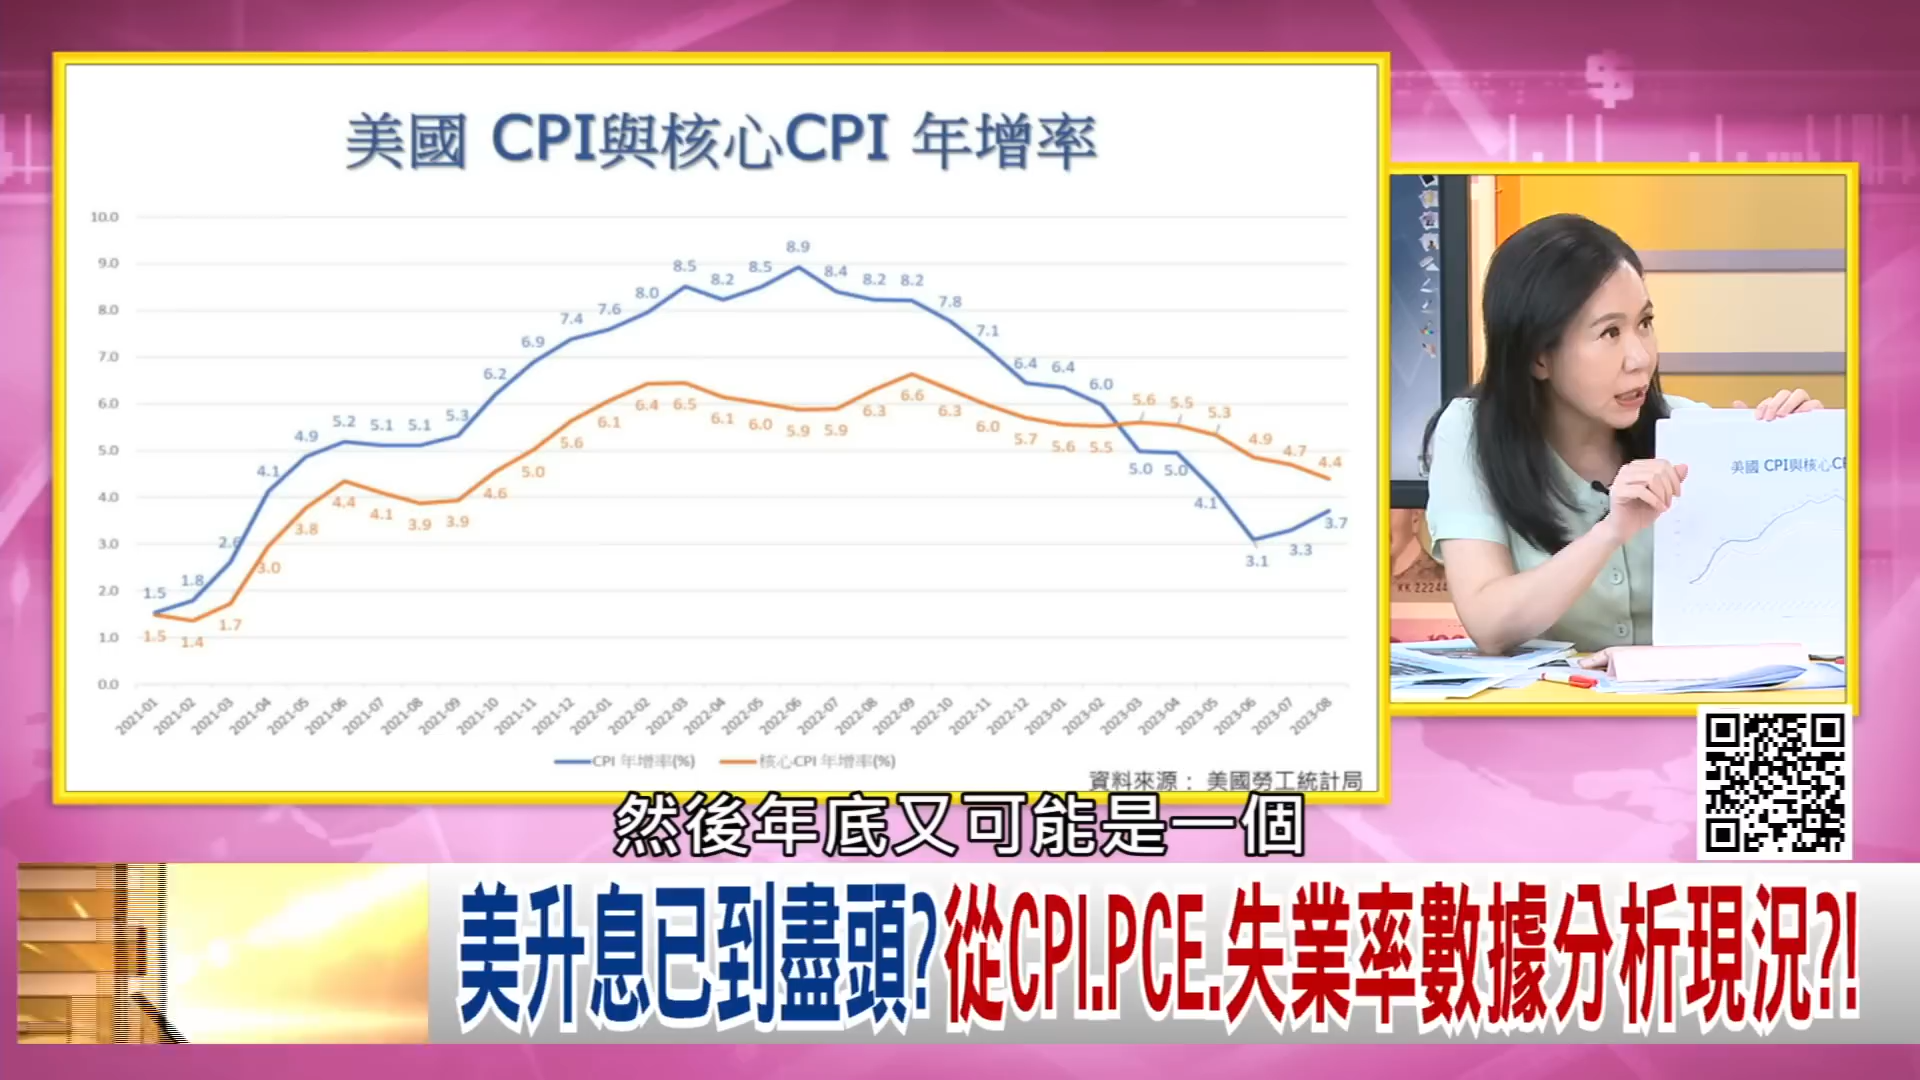 美國 CPI與核心CPI 年增率
10.0
9.0
8.0
7.0
6.0
5.0
4.0
3.0
2.0
1.0
0.0
1.5 1.8 2.6 4.1 4.9 5.2 5.1 5.1 5.3 6.2 6.9 7.4 7.6 8.0 8.5 8.2 8.5 8.9 8.4 8.2 8.2 7.8 7.1 6.4 6.4 6.0 5.0 5.0 4.1 3.1 3.3 3.7
1.5 1.4 1.7 3.0 3.8 4.4 4.1 3.9 3.9 4.6 5.0 5.6 6.1 6.4 6.5 6.1 6.0 5.9 5.9 6.3 6.6 6.3 6.0 5.7 5.6 5.5 5.6 5.5 5.3 4.9 4.7 4.4
2021-01 2021-02 2021-03 2021-04 2021-05 2021-06 2021-07 2021-08 2021-09 2021-10 2021-11 2021-12 2022-01 2022-02 2022-03 2022-04 2022-05 2022-06 2022-07 2022-08 2022-09 2022-10 2022-11 2022-12 2023-01 2023-02 2023-03 2023-04 2023-05 2023-06 2023-07 2023-08
CPI 年增率(%) 核心CPI 年增率(%)
資料來源： 美國勞工統計局
美國 CPI與核心C
KK 22244
然後年底又可能是一個
美升息已到盡頭?從CPI.PCE.失業率數據分析現況?!